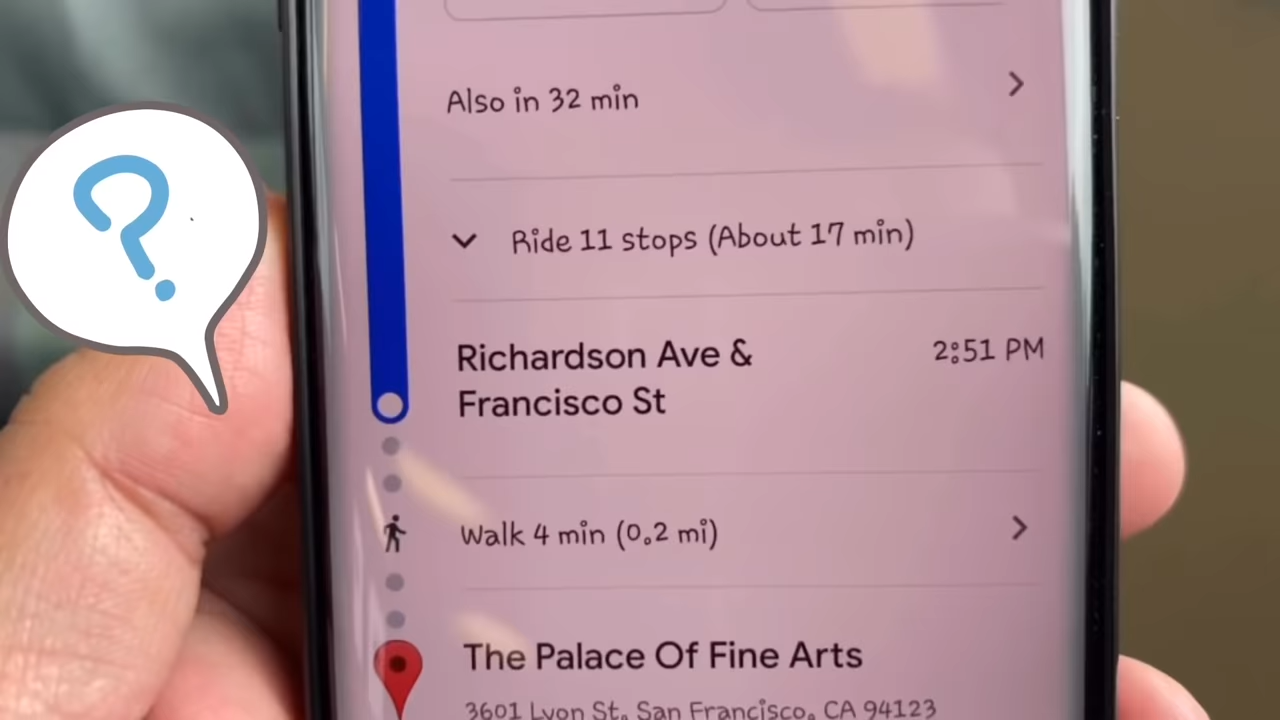 Also in 32 min
Ride 11 stops (About 17 min)
Richardson Ave &
Francisco St
2:51 PM
Walk 4 min (0.2 mi)
The Palace Of Fine Arts
3601 Lyon St, San Francisco, CA 94123
?